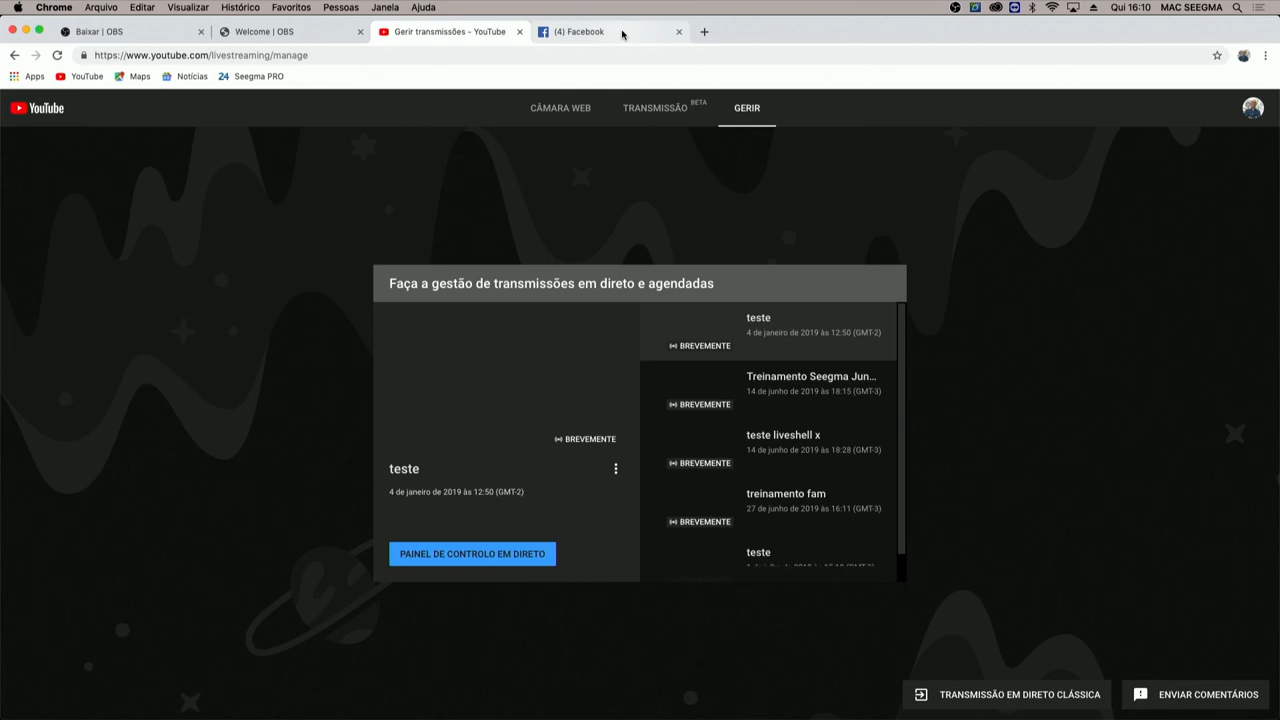 Chrome Arquivo Editar Visualizar Histórico Favoritos Pessoas Janela Ajuda Qui 16:10 MAC SEEGMA
Baixar | OBS Welcome | OBS Gerir transmissões - YouTube (4) Facebook
https://www.youtube.com/livestreaming/manage
Apps YouTube Maps Notícias 24 Seegma PRO
YouTube CÂMARA WEB TRANSMISSÃO BETA GERIR
Faça a gestão de transmissões em direto e agendadas
teste
4 de janeiro de 2019 às 12:50 (GMT-2)
BREVEMENTE
Treinamento Seegma Jun...
14 de junho de 2019 às 18:15 (GMT-3)
BREVEMENTE
teste liveshell x
14 de junho de 2019 às 18:28 (GMT-3)
BREVEMENTE
treinamento fam
27 de junho de 2019 às 16:11 (GMT-3)
BREVEMENTE
teste
BREVEMENTE
teste
4 de janeiro de 2019 às 12:50 (GMT-2)
PAINEL DE CONTROLO EM DIRETO
TRANSMISSÃO EM DIRETO CLÁSSICA ENVIAR COMENTÁRIOS